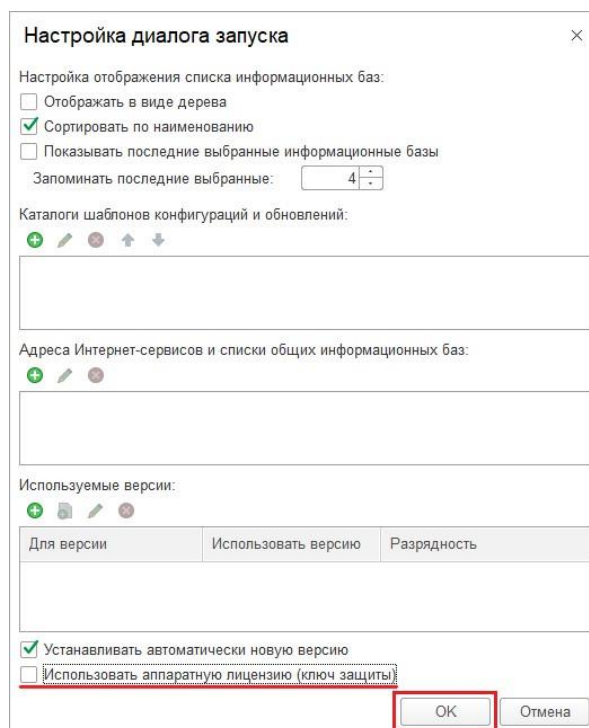 Настройка диалога запуска
Настройка отображения списка информационных баз:
Отображать в виде дерева
Сортировать по наименованию
Показывать последние выбранные информационные базы
Запоминать последние выбранные: 4
Каталоги шаблонов конфигураций и обновлений:
Адреса Интернет-сервисов и списки общих информационных баз:
Используемые версии:
Для версии Использовать версию Разрядность
Устанавливать автоматически новую версию
Использовать аппаратную лицензию (ключ защиты)
OK Отмена